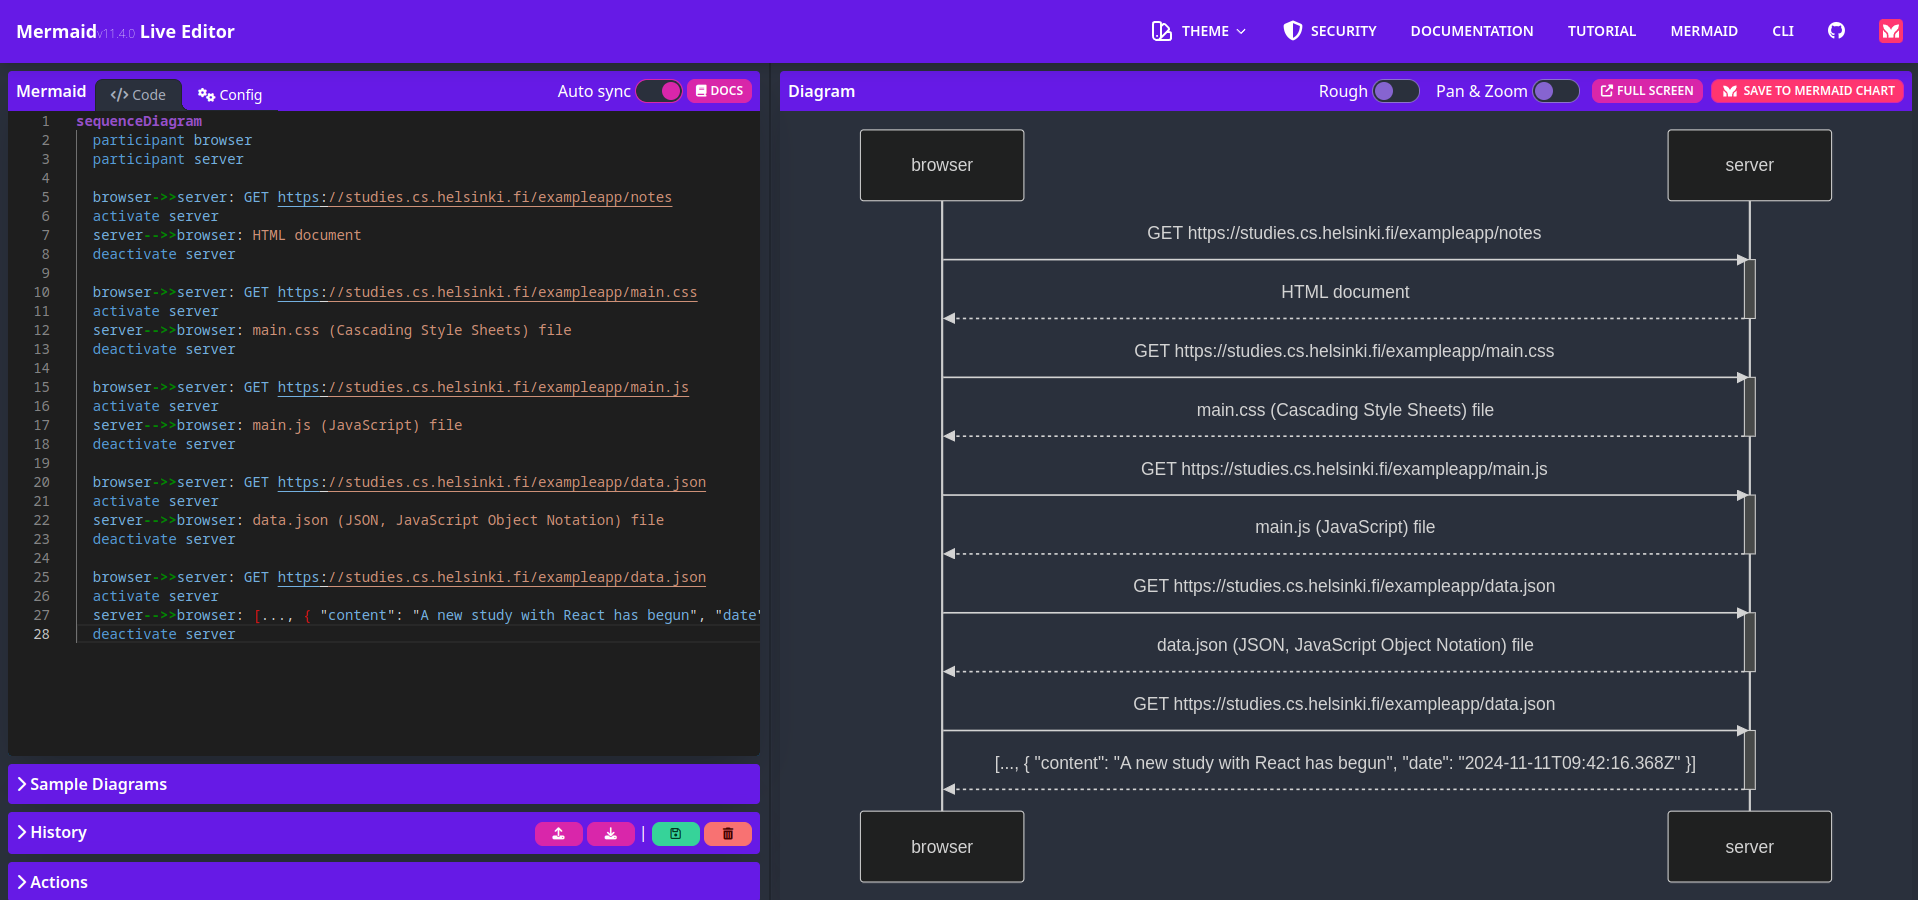 Mermaid v11.4.0 Live Editor
THEME
SECURITY
DOCUMENTATION
TUTORIAL
MERMAID
CLI
Mermaid
Code
Config
Auto sync
DOCS
1 sequenceDiagram
2 participant browser
3 participant server
4
5 browser->>server: GET https://studies.cs.helsinki.fi/exampleapp/notes
6 activate server
7 server-->>browser: HTML document
8 deactivate server
9
10 browser->>server: GET https://studies.cs.helsinki.fi/exampleapp/main.css
11 activate server
12 server-->>browser: main.css (Cascading Style Sheets) file
13 deactivate server
14
15 browser->>server: GET https://studies.cs.helsinki.fi/exampleapp/main.js
16 activate server
17 server-->>browser: main.js (JavaScript) file
18 deactivate server
19
20 browser->>server: GET https://studies.cs.helsinki.fi/exampleapp/data.json
21 activate server
22 server-->>browser: data.json (JSON, JavaScript Object Notation) file
23 deactivate server
24
25 browser->>server: GET https://studies.cs.helsinki.fi/exampleapp/data.json
26 activate server
27 server-->>browser: [..., { "content": "A new study with React has begun", "date"
28 deactivate server
Sample Diagrams
History
|
Actions
Diagram
Rough
Pan & Zoom
FULL SCREEN
SAVE TO MERMAID CHART
browser
server
GET https://studies.cs.helsinki.fi/exampleapp/notes
HTML document
GET https://studies.cs.helsinki.fi/exampleapp/main.css
main.css (Cascading Style Sheets) file
GET https://studies.cs.helsinki.fi/exampleapp/main.js
main.js (JavaScript) file
GET https://studies.cs.helsinki.fi/exampleapp/data.json
data.json (JSON, JavaScript Object Notation) file
GET https://studies.cs.helsinki.fi/exampleapp/data.json
[..., { "content": "A new study with React has begun", "date": "2024-11-11T09:42:16.368Z" }]
browser
server